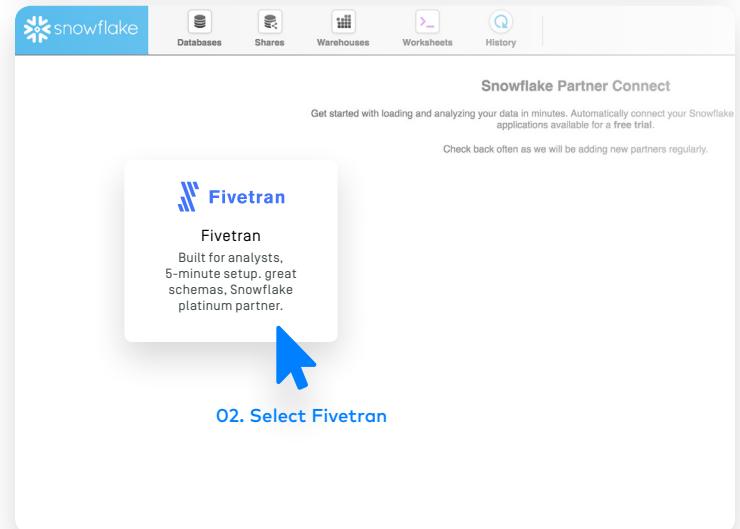 snowflake
Databases
Shares
Warehouses
Worksheets
History
Snowflake Partner Connect
Get started with loading and analyzing your data in minutes. Automatically connect your Snowflake
applications available for a free trial.
Check back often as we will be adding new partners regularly.
Fivetran
Fivetran
Built for analysts,
5-minute setup. great
schemas, Snowflake
platinum partner.
02. Select Fivetran